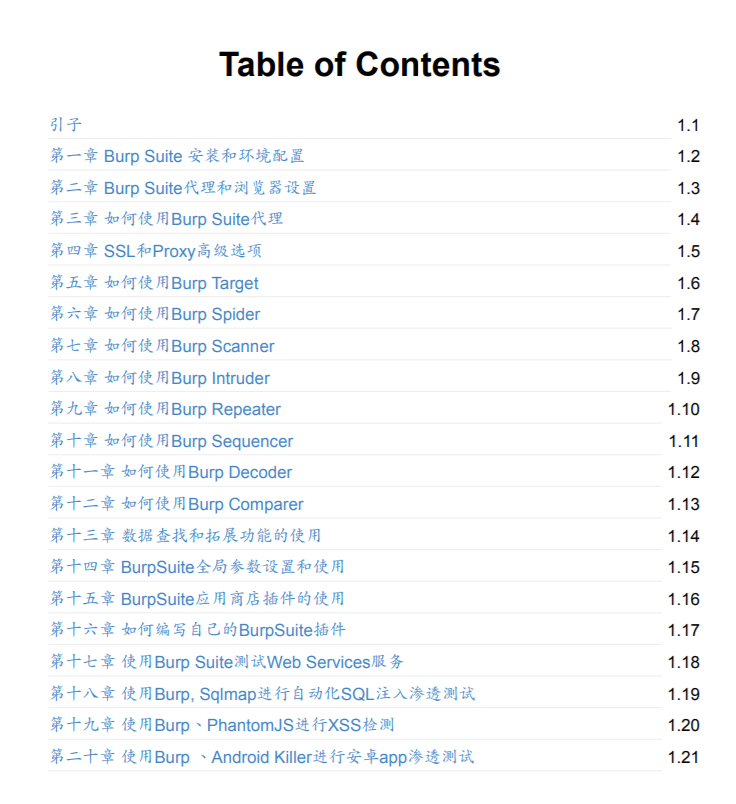 Table of Contents
引子 1.1
第一章 Burp Suite 安装和环境配置 1.2
第二章 Burp Suite代理和浏览器设置 1.3
第三章 如何使用Burp Suite代理 1.4
第四章 SSL和Proxy高级选项 1.5
第五章 如何使用Burp Target 1.6
第六章 如何使用Burp Spider 1.7
第七章 如何使用Burp Scanner 1.8
第八章 如何使用Burp Intruder 1.9
第九章 如何使用Burp Repeater 1.10
第十章 如何使用Burp Sequencer 1.11
第十一章 如何使用Burp Decoder 1.12
第十二章 如何使用Burp Comparer 1.13
第十三章 数据查找和拓展功能的使用 1.14
第十四章 BurpSuite全局参数设置和使用 1.15
第十五章 BurpSuite应用商店插件的使用 1.16
第十六章 如何编写自己的BurpSuite插件 1.17
第十七章 使用Burp Suite测试Web Services服务 1.18
第十八章 使用Burp, Sqlmap进行自动化SQL注入渗透测试 1.19
第十九章 使用Burp、PhantomJS进行XSS检测 1.20
第二十章 使用Burp 、Android Killer进行安卓app渗透测试 1.21